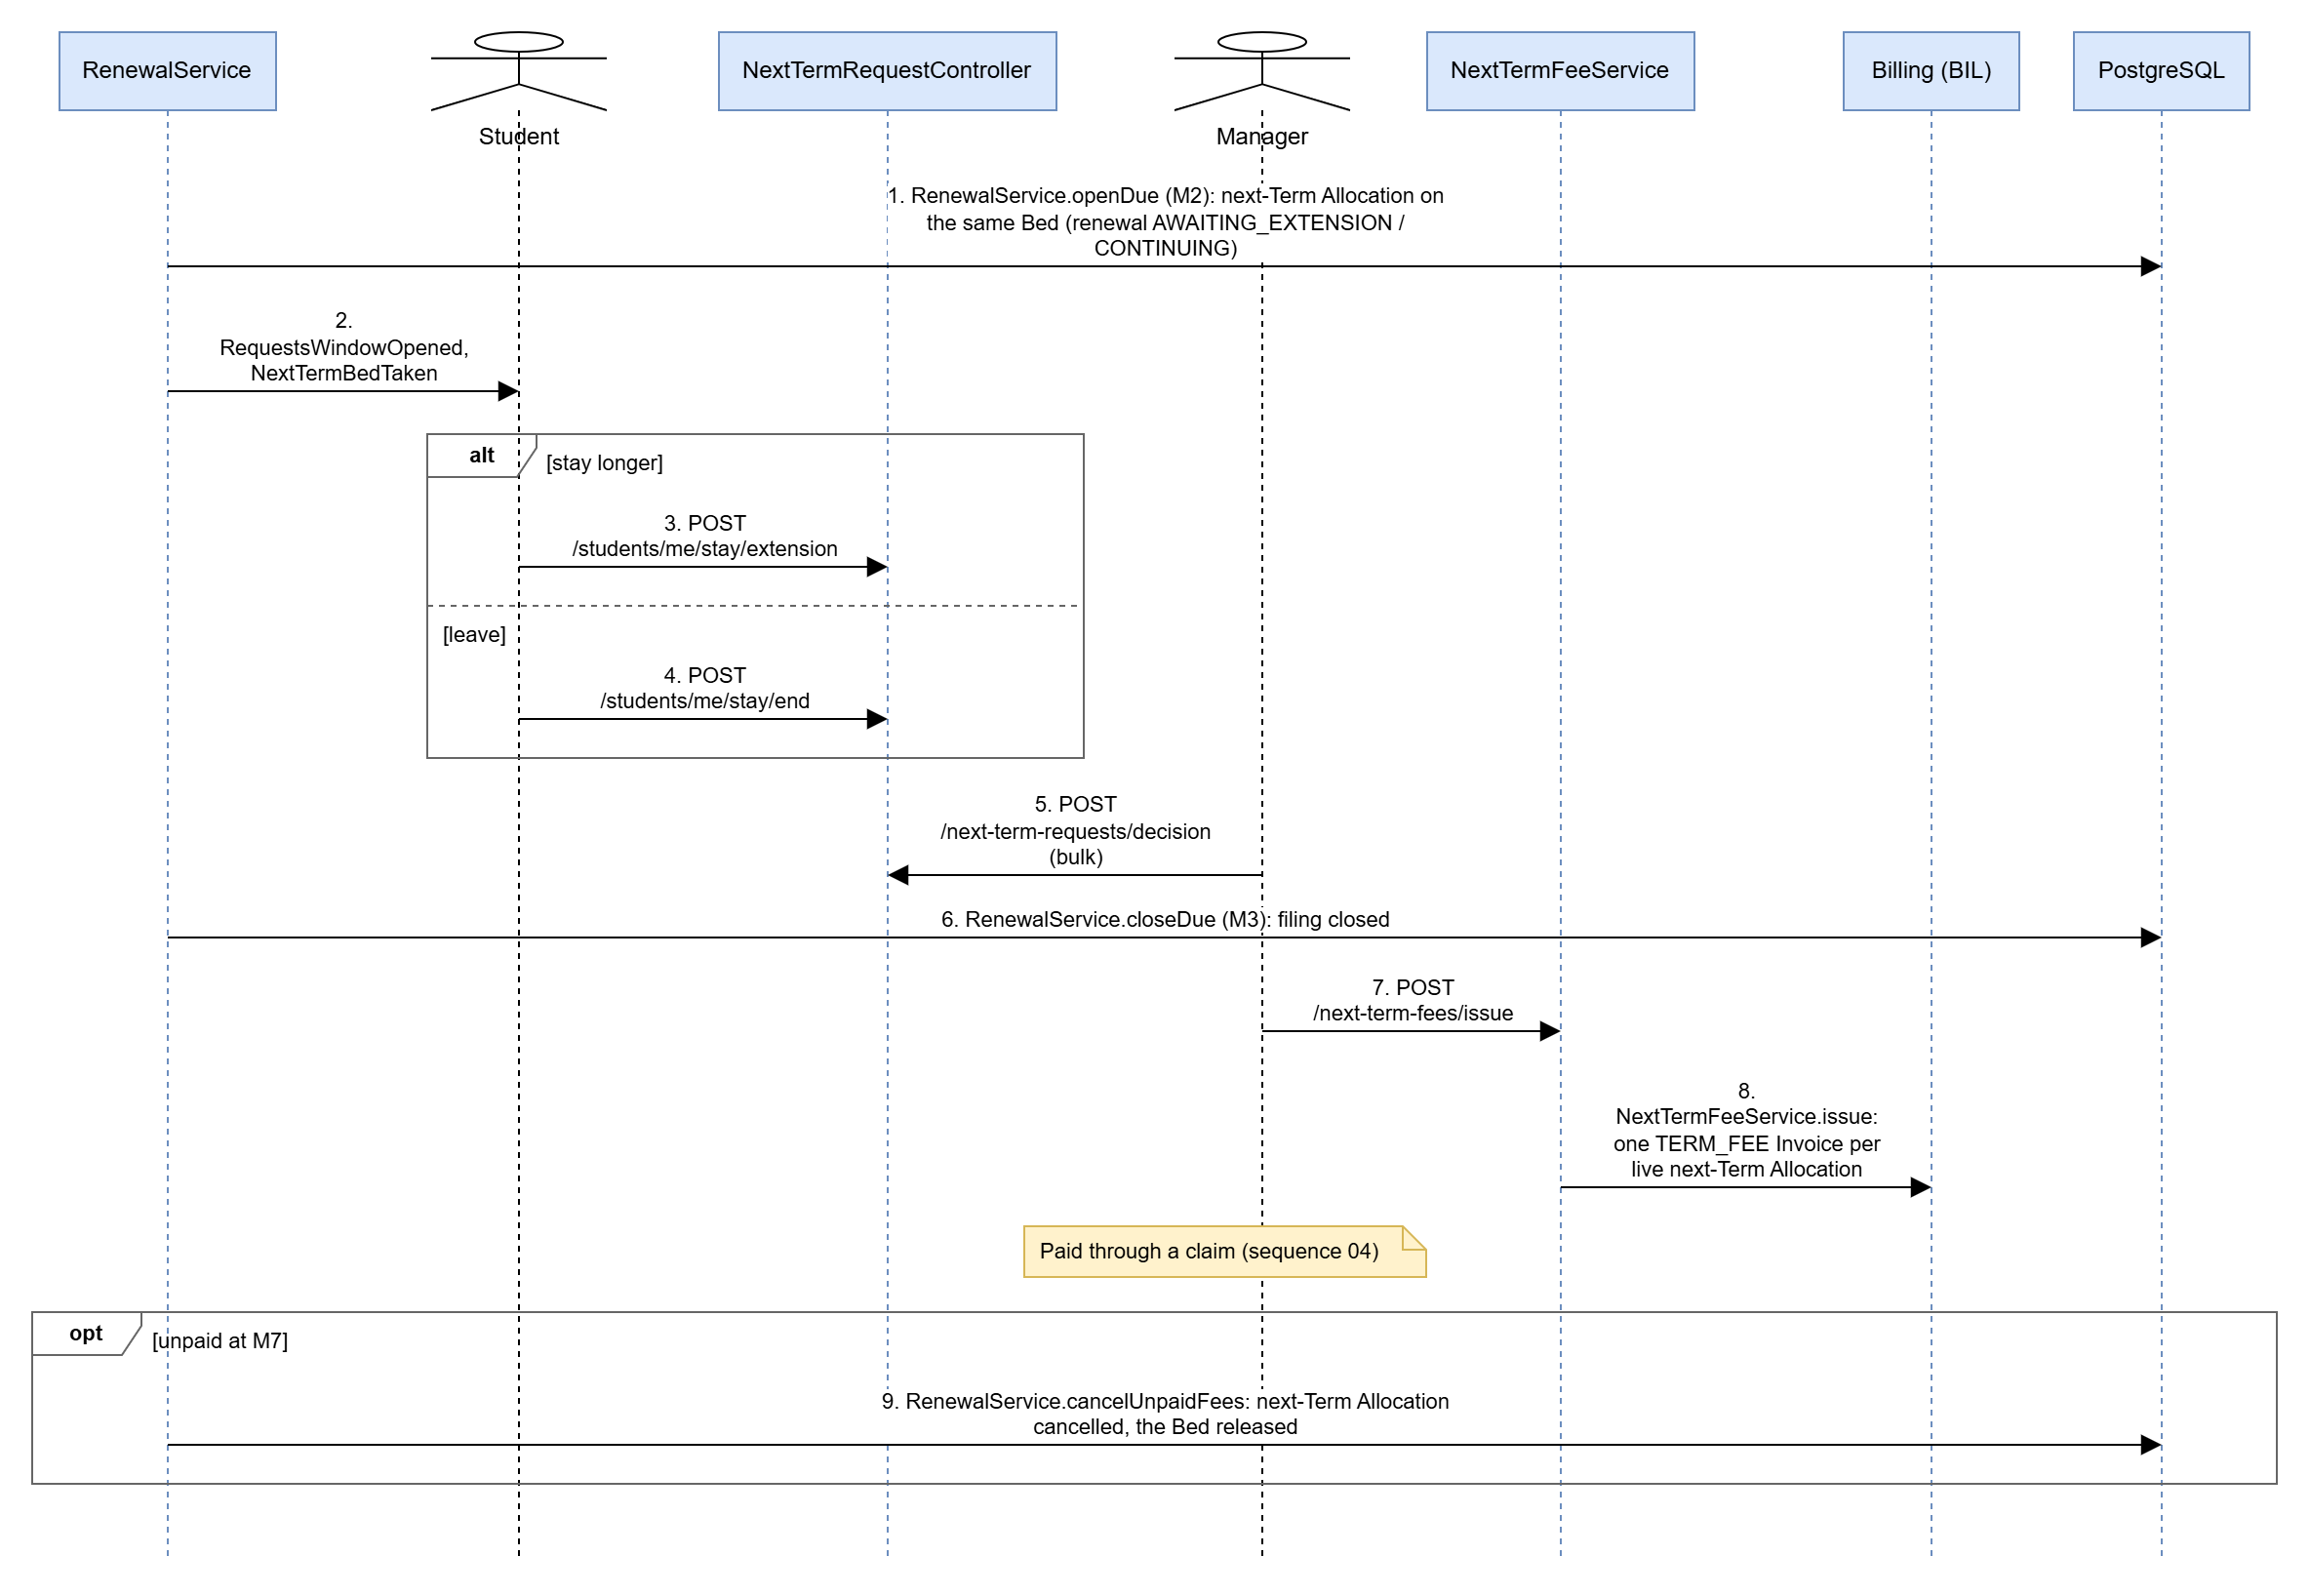 RenewalService
Student
NextTermRequestController
Manager
NextTermFeeService
Billing (BIL)
PostgreSQL
1. RenewalService.openDue (M2): next-Term Allocation on
the same Bed (renewal AWAITING_EXTENSION /
CONTINUING)
2.
RequestsWindowOpened,
NextTermBedTaken
alt
[stay longer]
3. POST
/students/me/stay/extension
[leave]
4. POST
/students/me/stay/end
5. POST
/next-term-requests/decision
(bulk)
6. RenewalService.closeDue (M3): filing closed
7. POST
/next-term-fees/issue
8.
NextTermFeeService.issue:
one TERM_FEE Invoice per
live next-Term Allocation
Paid through a claim (sequence 04)
opt
[unpaid at M7]
9. RenewalService.cancelUnpaidFees: next-Term Allocation
cancelled, the Bed released